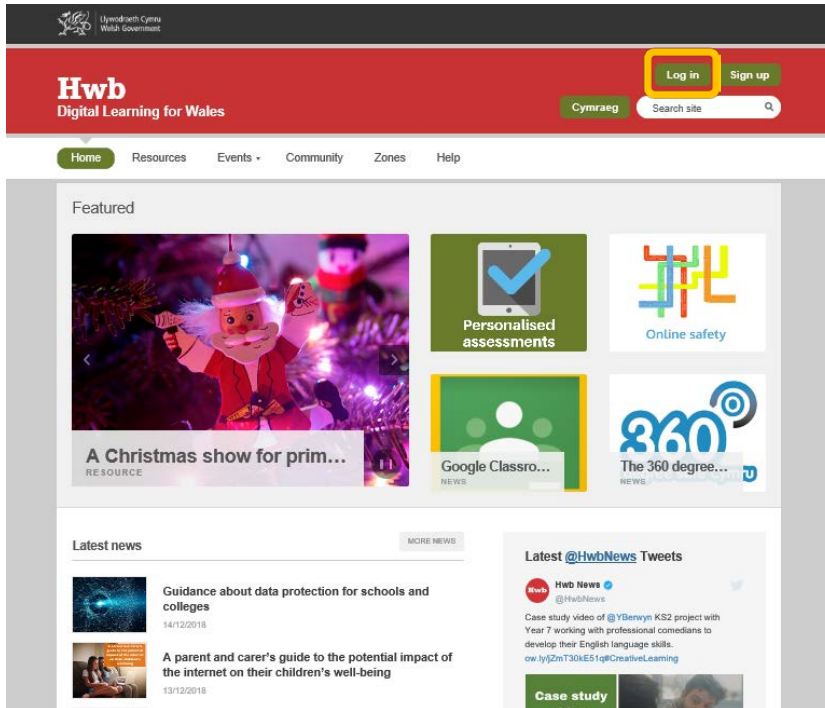 Llywodraeth Cymru
Welsh Government
Log in
Sign up
Hwb
Digital Learning for Wales
Cymraeg
Search site
Home
Resources
Events
Community
Zones
Help
Featured
Personalised
assessments
Online safety
A Christmas show for prim...
RESOURCE
Google Classro...
NEWS
360
The 360 degree...
NEWS
Latest news
MORE NEWS
Guidance about data protection for schools and
colleges
14/12/2018
A parent and carer's guide to the potential impact of
the internet on their children's well-being
13/12/2018
Latest @HwbNews Tweets
Hwb
Hwb News
@HwbNews
Case study video of @YBerwyn KS2 project with
Year 7 working with professional comedians to
develop their English language skills.
ow.ly/jZmT30kE51q#CreativeLearning
Case study